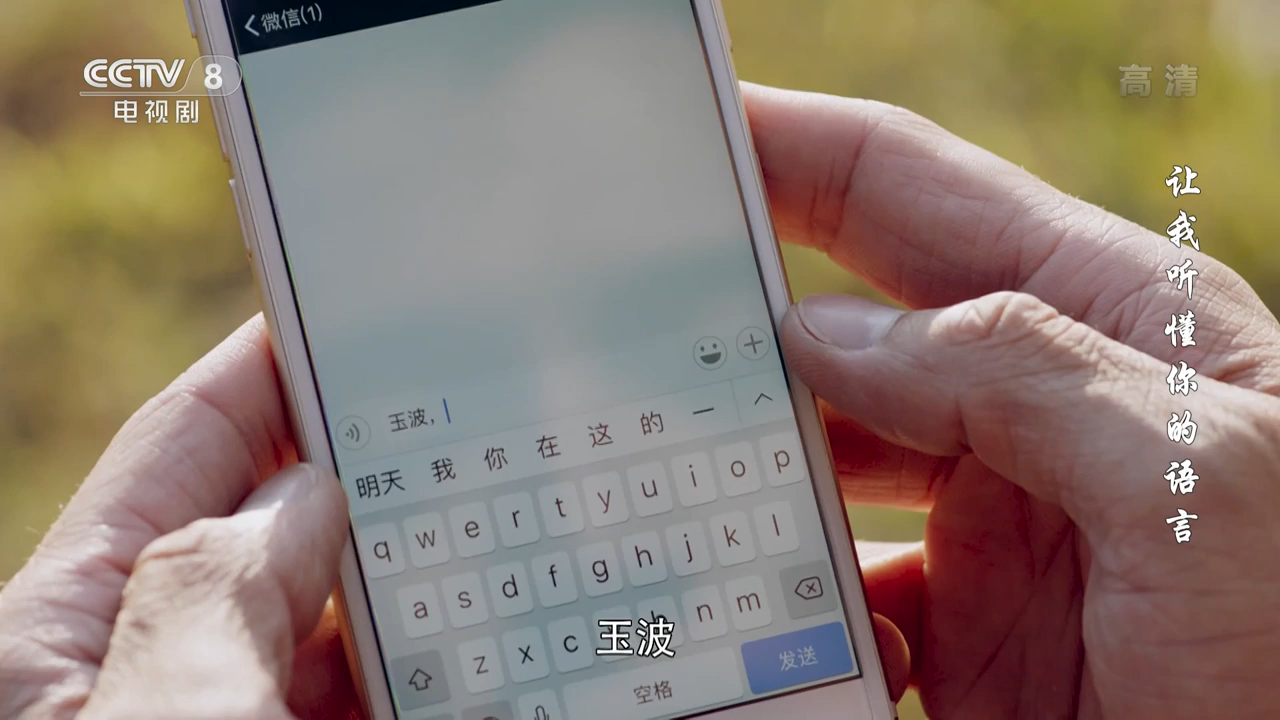 微信(1)
CCTV 8
电视剧
高清
让我听懂你的语言
玉波，
明天 我 你 在 这 的 一
q w e r t y u i o p
a s d f g h j k l
z x c b n m
玉波
空格
发送